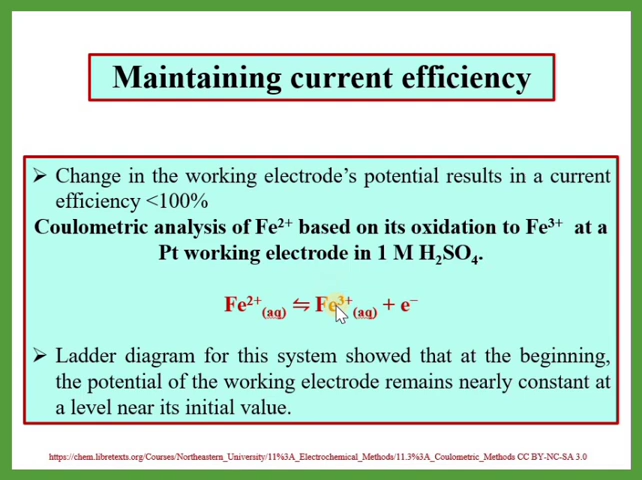 Maintaining current efficiency
➢ Change in the working electrode’s potential results in a current
efficiency <100%
Coulometric analysis of Fe²⁺ based on its oxidation to Fe³⁺ at a
Pt working electrode in 1 M H₂SO₄.
Fe²⁺(aq) ⇋ Fe³⁺(aq) + e⁻
➢ Ladder diagram for this system showed that at the beginning,
the potential of the working electrode remains nearly constant at
a level near its initial value.
https://chem.libretexts.org/Courses/Northeastern_University/11%3A_Electrochemical_Methods/11.3%3A_Coulometric_Methods CC BY-NC-SA 3.0